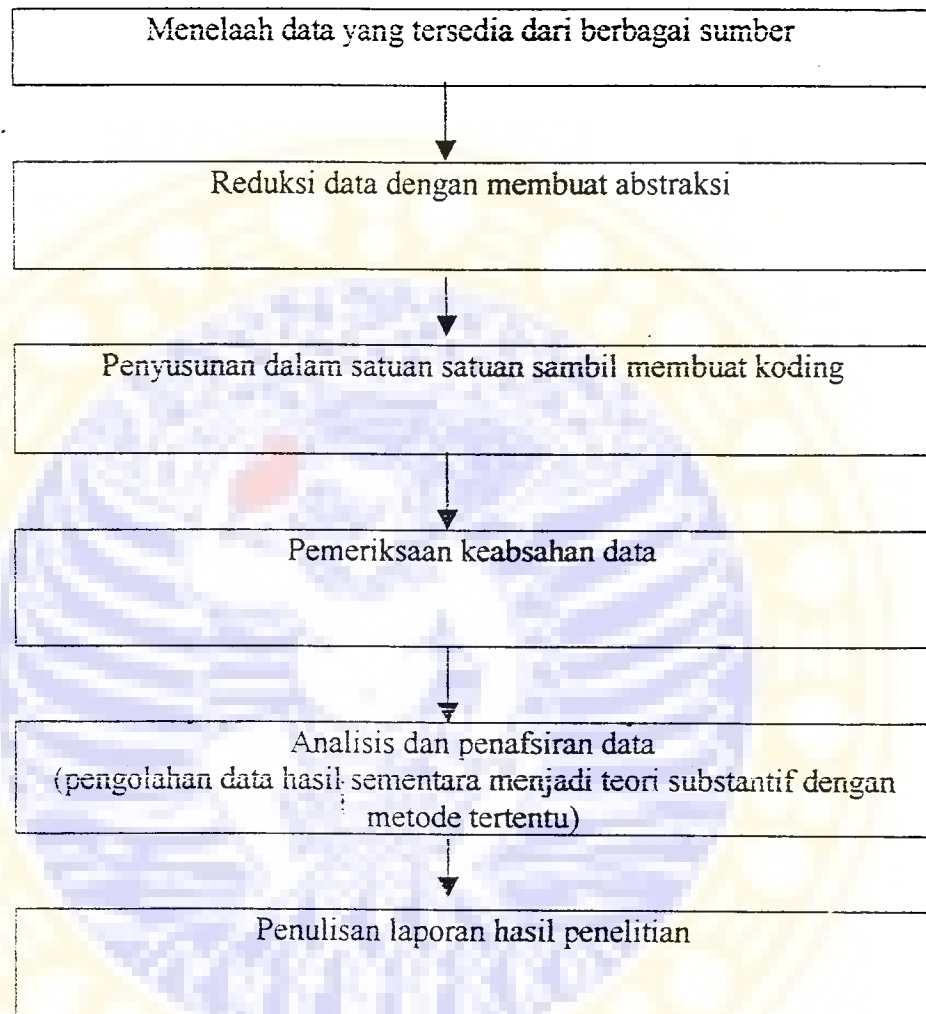 Menelaah data yang tersedia dari berbagai sumber
Reduksi data dengan membuat abstraksi
Penyusunan dalam satuan satuan sambil membuat koding
Pemeriksaan keabsahan data
Analisis dan penafsiran data
(pengolahan data hasil sementara menjadi teori substantif dengan
metode tertentu)
Penulisan laporan hasil penelitian